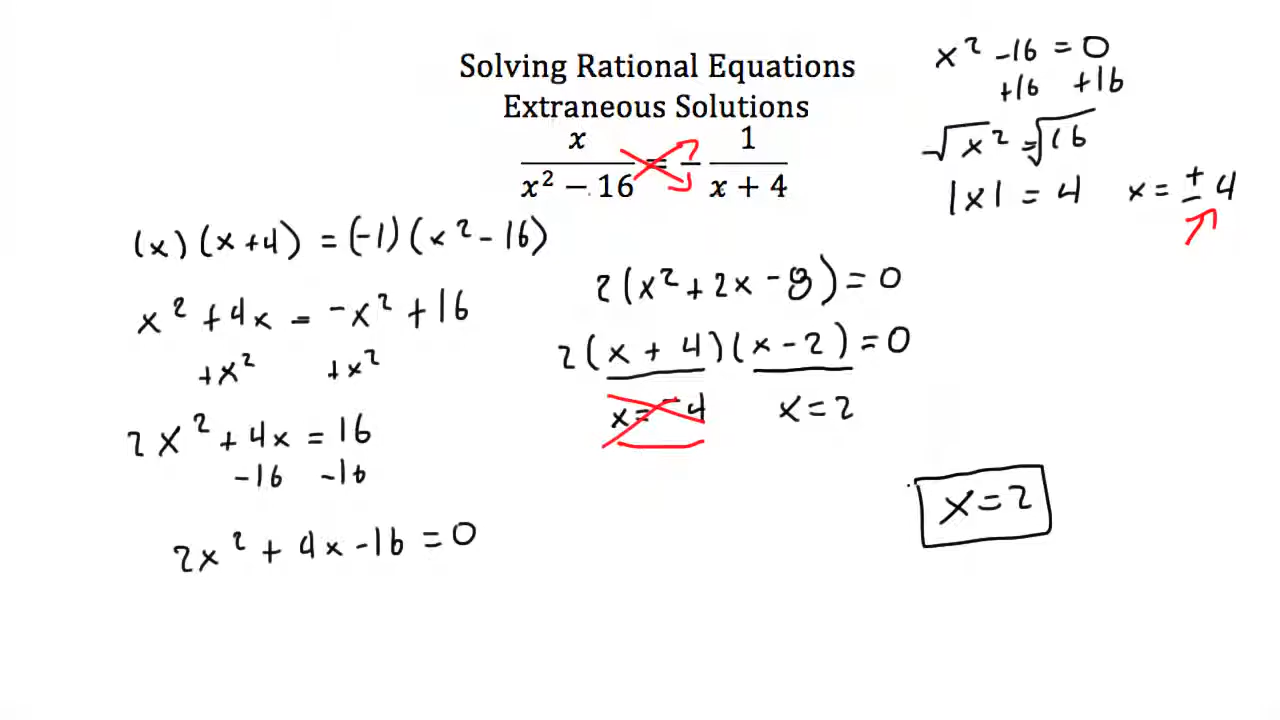 Solving Rational Equations
Extraneous Solutions
x/(x² − 16) = − 1/(x + 4)
x² -16 = 0
+16 +16
√x² = √16
|x| = 4 x = ± 4
(x)(x+4) = (-1)(x² - 16)
x² + 4x = -x² + 16
+x² +x²
2x² + 4x = 16
-16 -16
2x² + 4x - 16 = 0
2(x² + 2x - 8) = 0
2(x + 4)(x - 2) = 0
x = -4 x = 2
x = 2